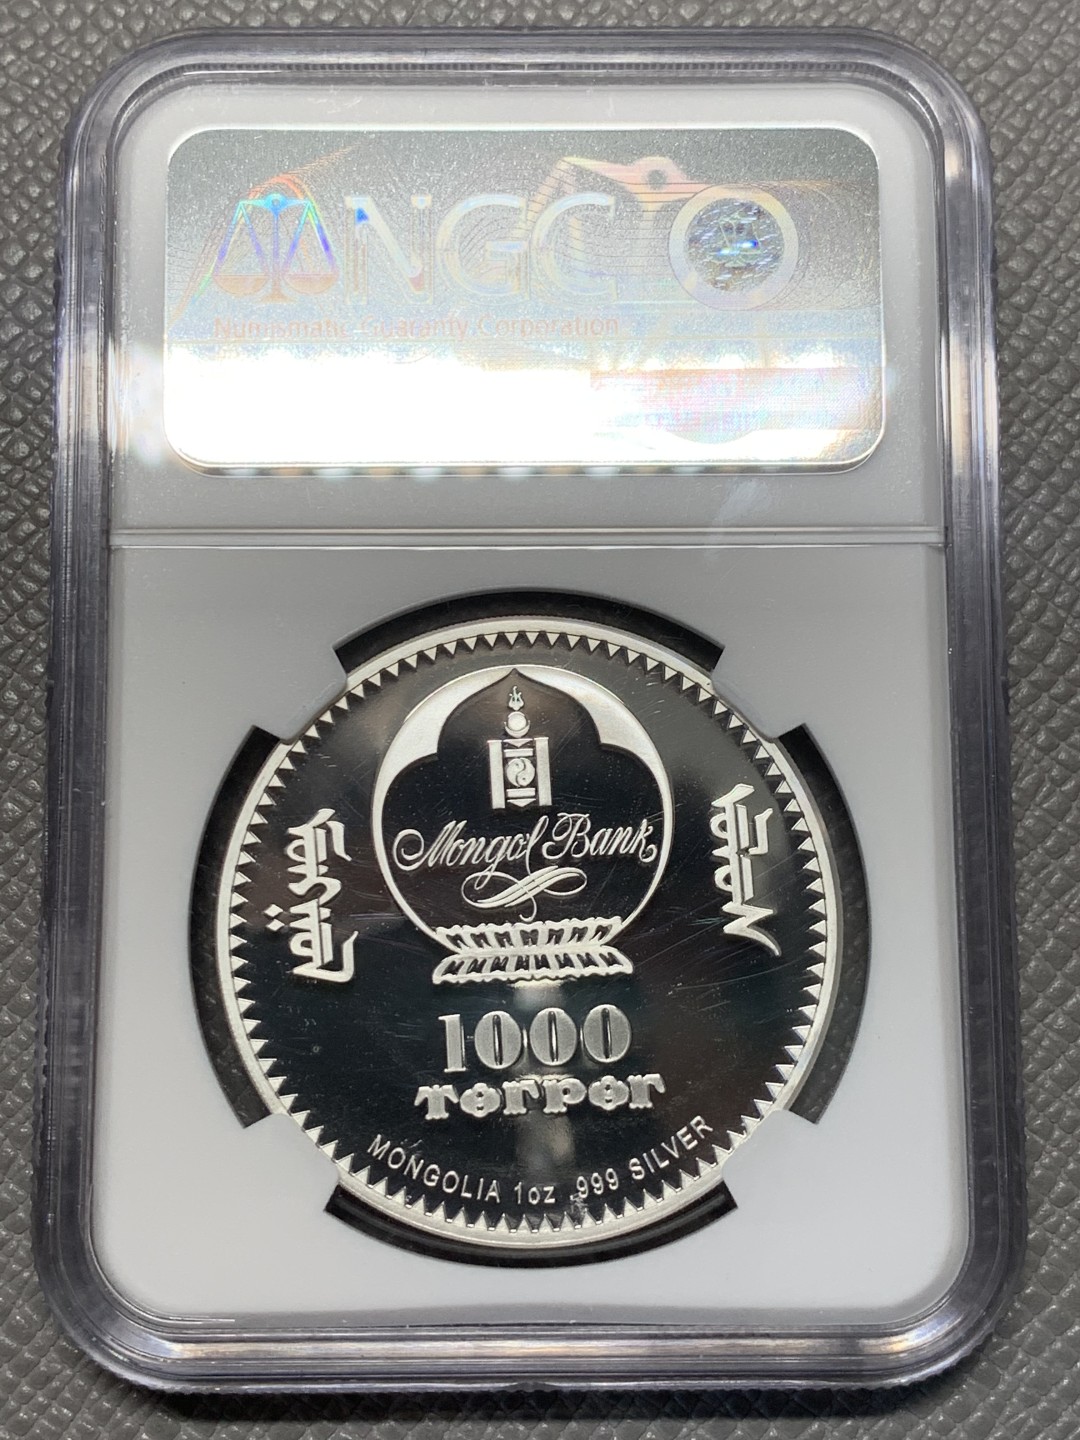 NGC
Numismatic Guaranty Corporation
Mongol Bank
1000
төгрөг
MONGOLIA 1oz .999 SILVER